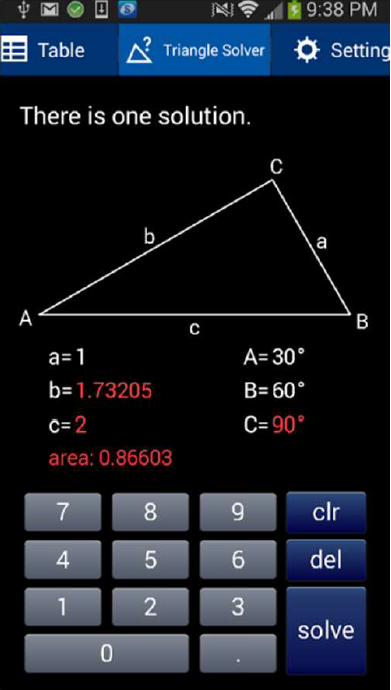 9:38 PM
Table Triangle Solver Setting
There is one solution.
C
b
a
A
B
c
a=1 A=30°
b=1.73205 B=60°
c=2 C=90°
area: 0.86603
7 8 9 clr
4 5 6 del
1 2 3
solve
0 .